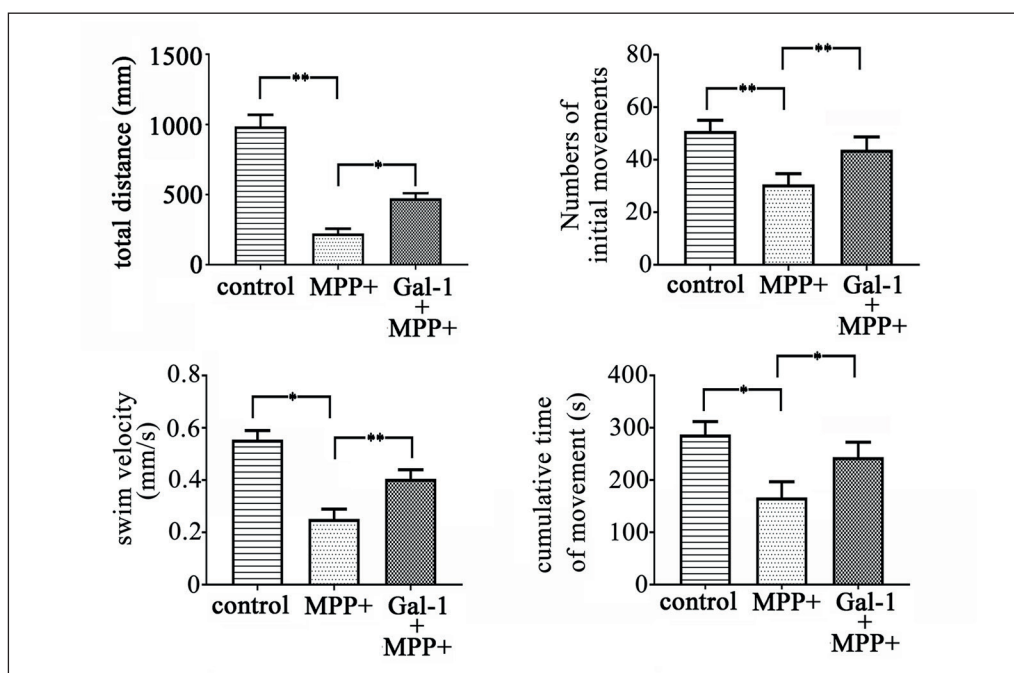 total distance (mm)
1500
1000
500
0
**
*
control
MPP+
Gal-1
+
MPP+
Numbers of
initial movements
80
60
40
20
0
**
**
control
MPP+
Gal-1
+
MPP+
swim velocity
(mm/s)
0.8
0.6
0.4
0.2
0
*
**
control
MPP+
Gal-1
+
MPP+
cumulative time
of movement (s)
400
300
200
100
0
*
*
control
MPP+
Gal-1
+
MPP+